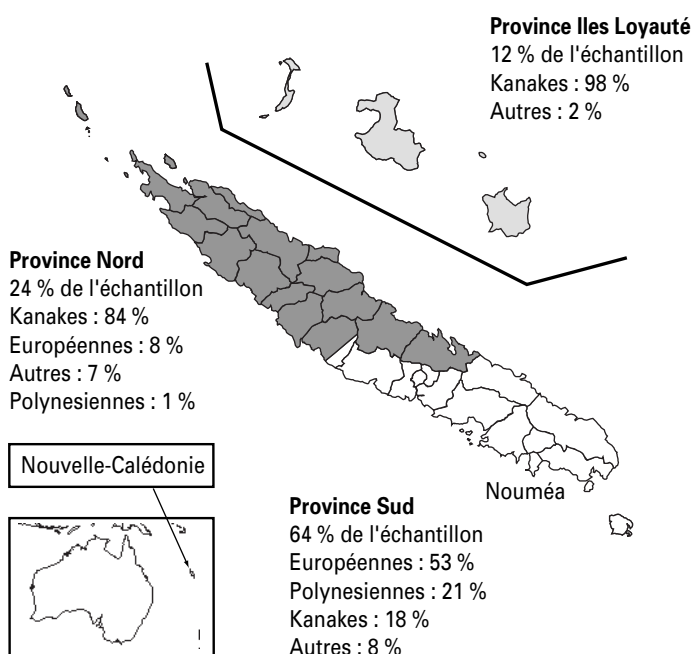 Province Iles Loyauté
12 % de l'échantillon
Kanakes : 98 %
Autres : 2 %
Province Nord
24 % de l'échantillon
Kanakes : 84 %
Européennes : 8 %
Autres : 7 %
Polynesiennes : 1 %
Nouvelle-Calédonie
Nouméa
Province Sud
64 % de l'échantillon
Européennes : 53 %
Polynesiennes : 21 %
Kanakes : 18 %
Autres : 8 %